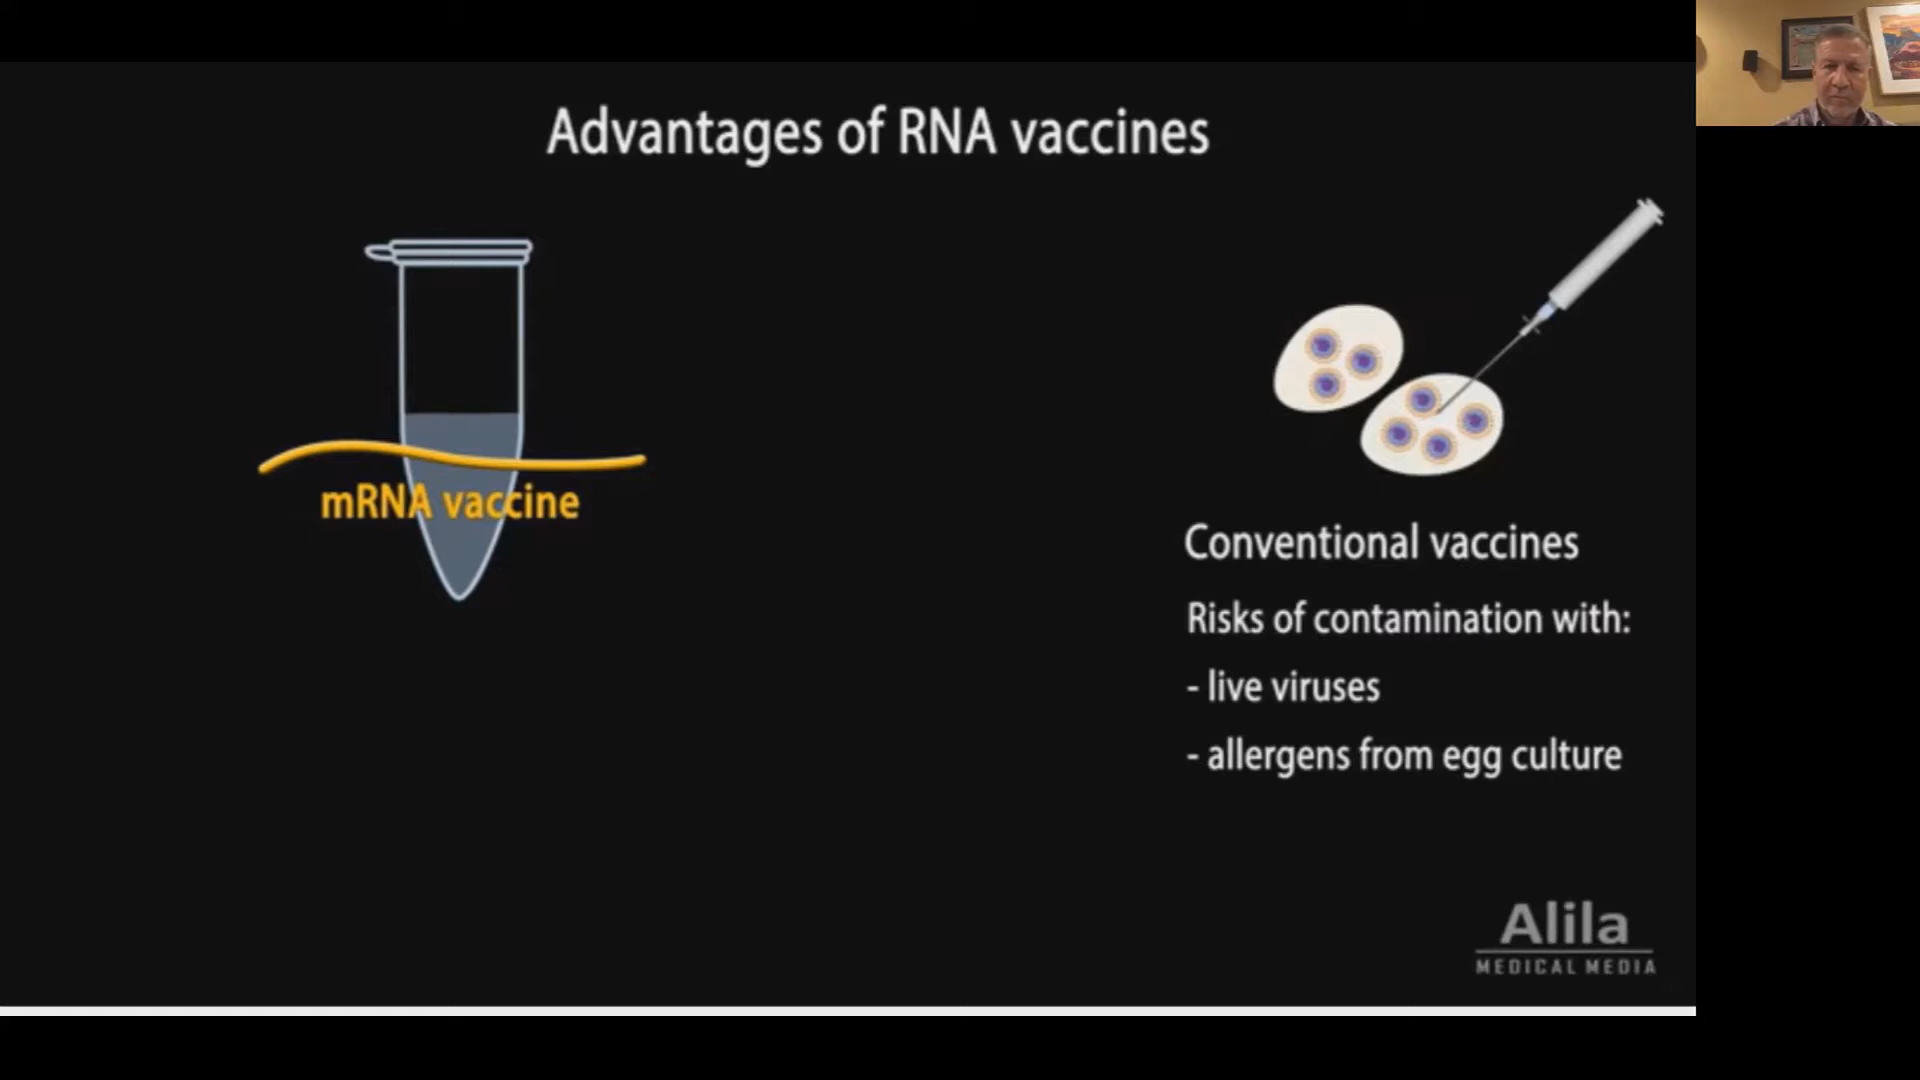 Advantages of RNA vaccines
mRNA vaccine
Conventional vaccines
Risks of contamination with:
- live viruses
- allergens from egg culture
Alila
MEDICAL MEDIA